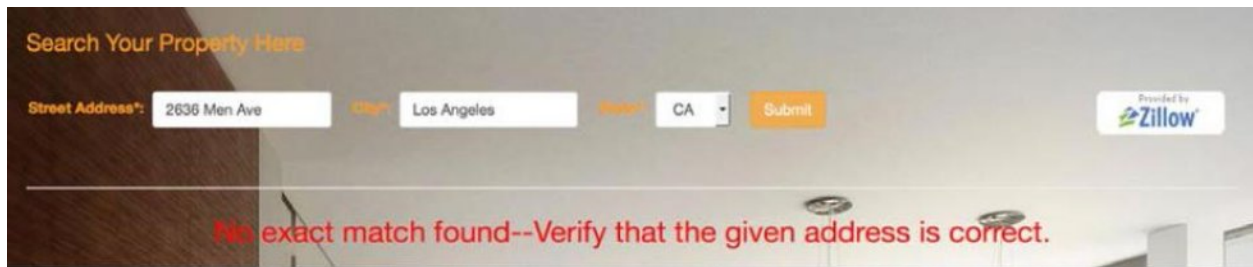 Search Your Property Here
Street Address*: 2636 Men Ave City*: Los Angeles State*: CA Submit
Provided by
Zillow
No exact match found--Verify that the given address is correct.